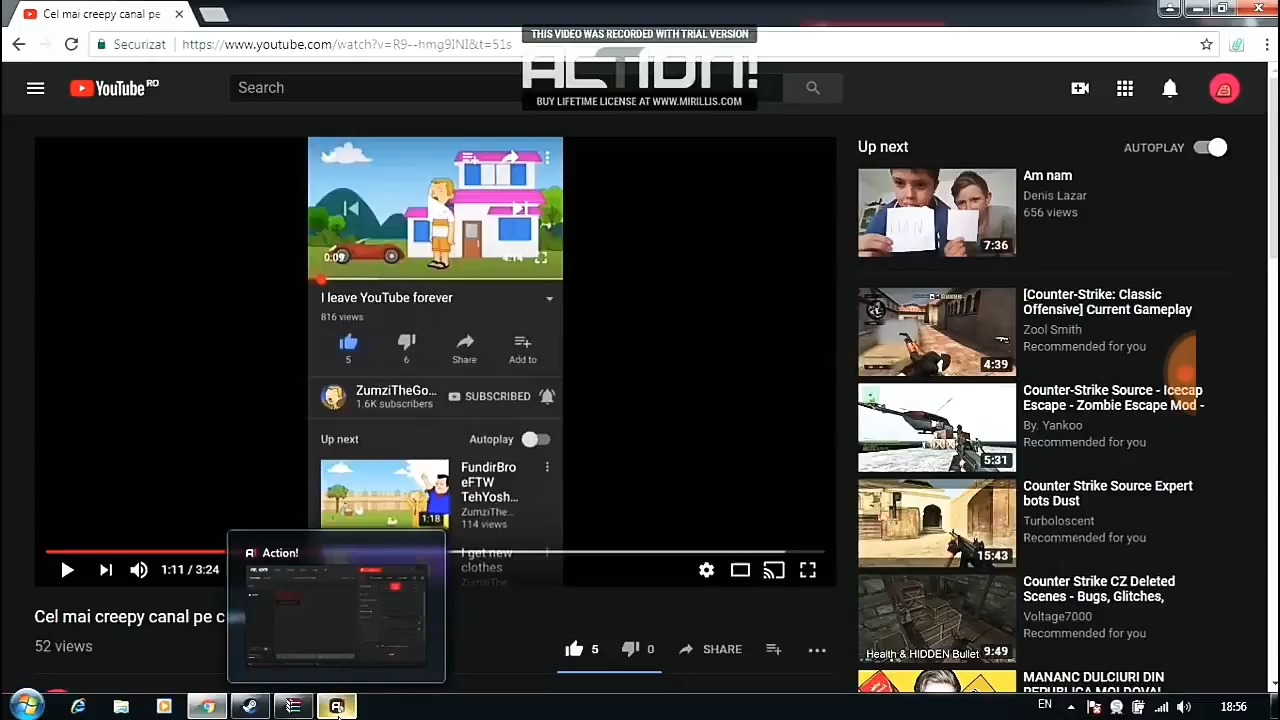 Cel mai creepy canal pe
THIS VIDEO WAS RECORDED WITH TRIAL VERSION
Securizat
https://www.youtube.com/watch?v=R9--hmg9INI&t=51s
ACTION!
BUY LIFETIME LICENSE AT WWW.MIRILLIS.COM
YouTube RO
Search
Up next
AUTOPLAY
Am nam
Denis Lazar
656 views
7:36
0:09
4:14
I leave YouTube forever
816 views
5
6
Share
Add to
ZumziTheGo...
1.6K subscribers
SUBSCRIBED
Up next
Autoplay
FundirBro
eFTW
TehYosh...
ZumziThe...
114 views
1:18
I get new
clothes
ZumziThe...
[Counter-Strike: Classic
Offensive] Current Gameplay
Zool Smith
Recommended for you
4:39
Counter-Strike Source - Icecap
Escape - Zombie Escape Mod -
By. Yankoo
Recommended for you
5:31
Counter Strike Source Expert
bots Dust
Turboloscent
Recommended for you
15:43
Counter Strike CZ Deleted
Scenes - Bugs, Glitches,
Voltage7000
Recommended for you
Health & HIDDEN Bullet
9:49
MANANC DULCIURI DIN
REPUBLICA MOLDOVA!
Action!
1:11 / 3:24
Cel mai creepy canal pe
52 views
5
0
SHARE
EN
18:56